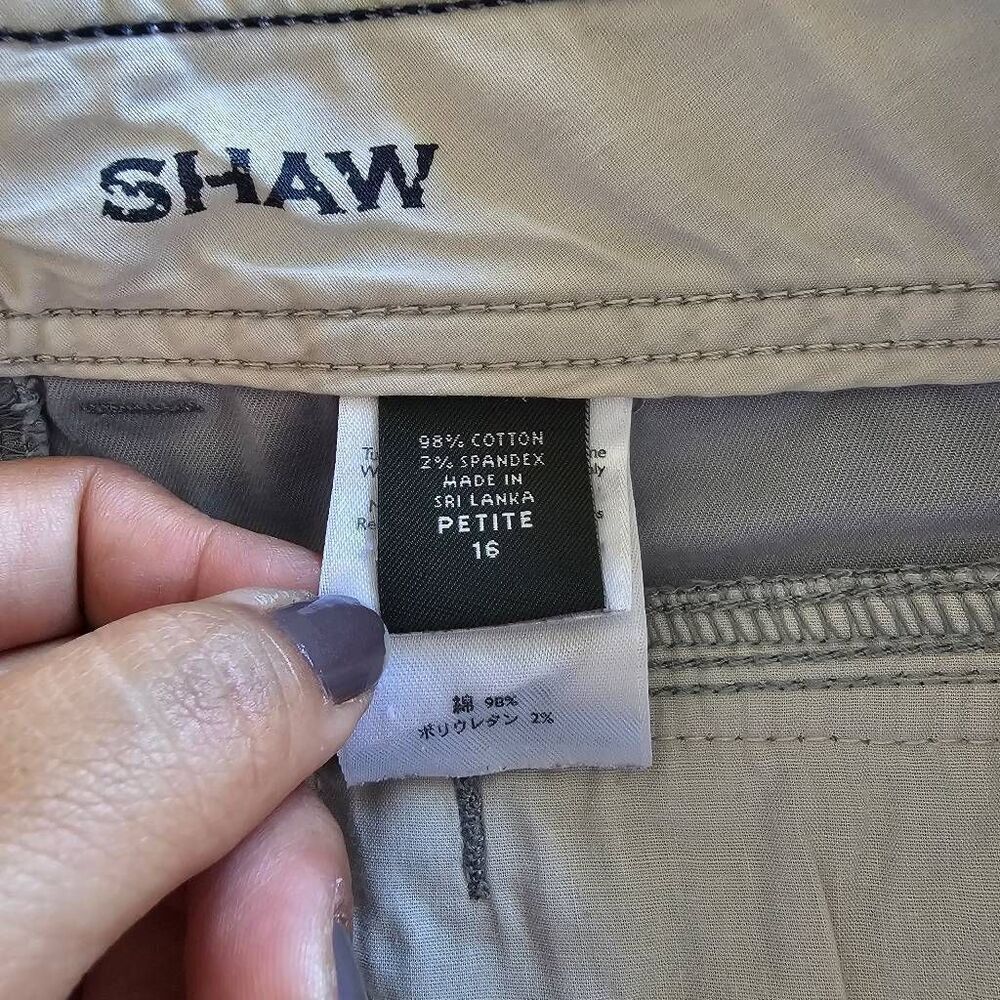 SHAW
98% COTTON
2% SPANDEX
MADE IN
SRI LANKA
PETITE
16
綿 98%
ポリウレタン 2%